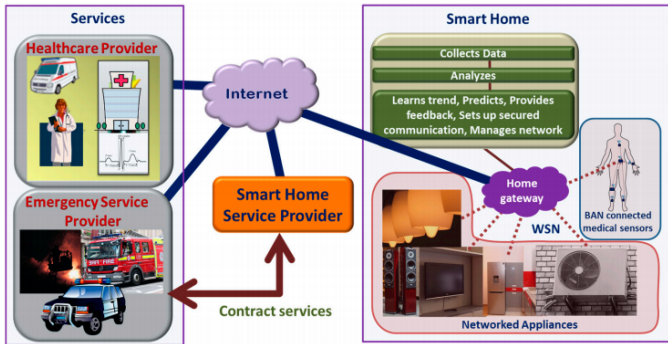 Services
Healthcare Provider
Emergency Service
Provider
Internet
Smart Home
Service Provider
Contract services
Smart Home
Collects Data
Analyzes
Learns trend, Predicts, Provides
feedback, Sets up secured
communication, Manages network
Home
gateway
WSN
BAN connected
medical sensors
Networked Appliances